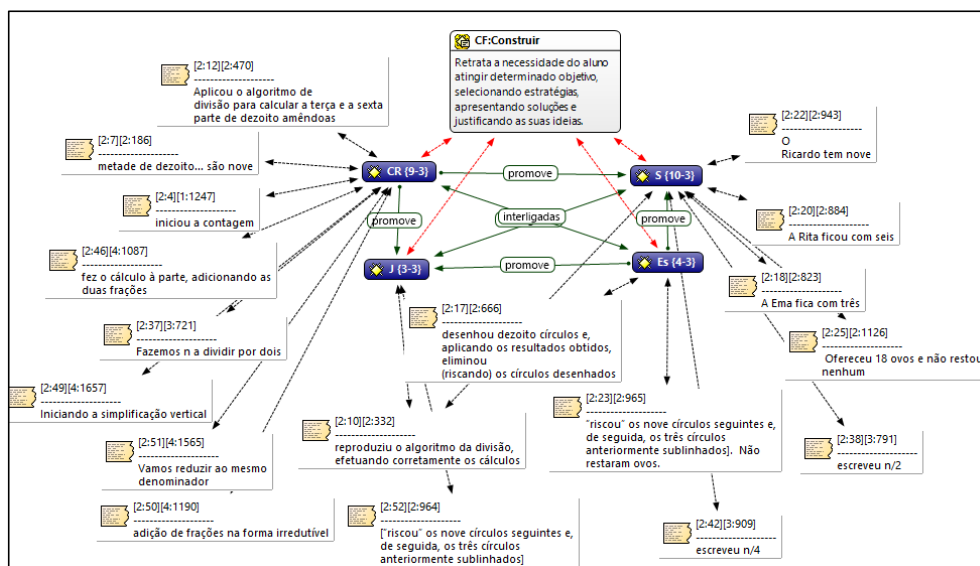 CF:Construir
Retrata a necessidade do aluno
atingir determinado objetivo,
selecionando estratégias,
apresentando soluções e
justificando as suas ideias.
[2:12][2:470]
--------------------
Aplicou o algoritmo de
divisão para calcular a terça e a sexta
parte de dezoito amêndoas
[2:22][2:943]
--------------------
O
Ricardo tem nove
[2:7][2:186]
--------------------
metade de dezoito... são nove
CR {9-3}
promove
S {10-3}
[2:4][1:1247]
--------------------
iniciou a contagem
promove
interligadas
promove
[2:20][2:884]
--------------------
A Rita ficou com seis
[2:46][4:1087]
--------------------
fez o cálculo à parte, adicionando as
duas frações
J {3-3}
promove
Es {4-3}
[2:18][2:823]
--------------------
A Ema fica com três
[2:17][2:666]
--------------------
desenhou dezoito círculos e,
aplicando os resultados obtidos,
eliminou
(riscando) os círculos desenhados
[2:37][3:721]
--------------------
Fazemos n a dividir por dois
[2:25][2:1126]
--------------------
Ofereceu 18 ovos e não restou
nenhum
[2:49][4:1657]
--------------------
Iniciando a simplificação vertical
[2:23][2:965]
--------------------
"riscou" os nove círculos seguintes e,
de seguida, os três círculos
anteriormente sublinhados]. Não
restaram ovos.
[2:10][2:332]
--------------------
reproduziu o algoritmo da divisão,
efetuando corretamente os cálculos
[2:51][4:1565]
--------------------
Vamos reduzir ao mesmo
denominador
[2:38][3:791]
--------------------
escreveu n/2
[2:50][4:1190]
--------------------
adição de frações na forma irredutível
[2:52][2:964]
--------------------
["riscou" os nove círculos seguintes e,
de seguida, os três círculos
anteriormente sublinhados]
[2:42][3:909]
--------------------
escreveu n/4